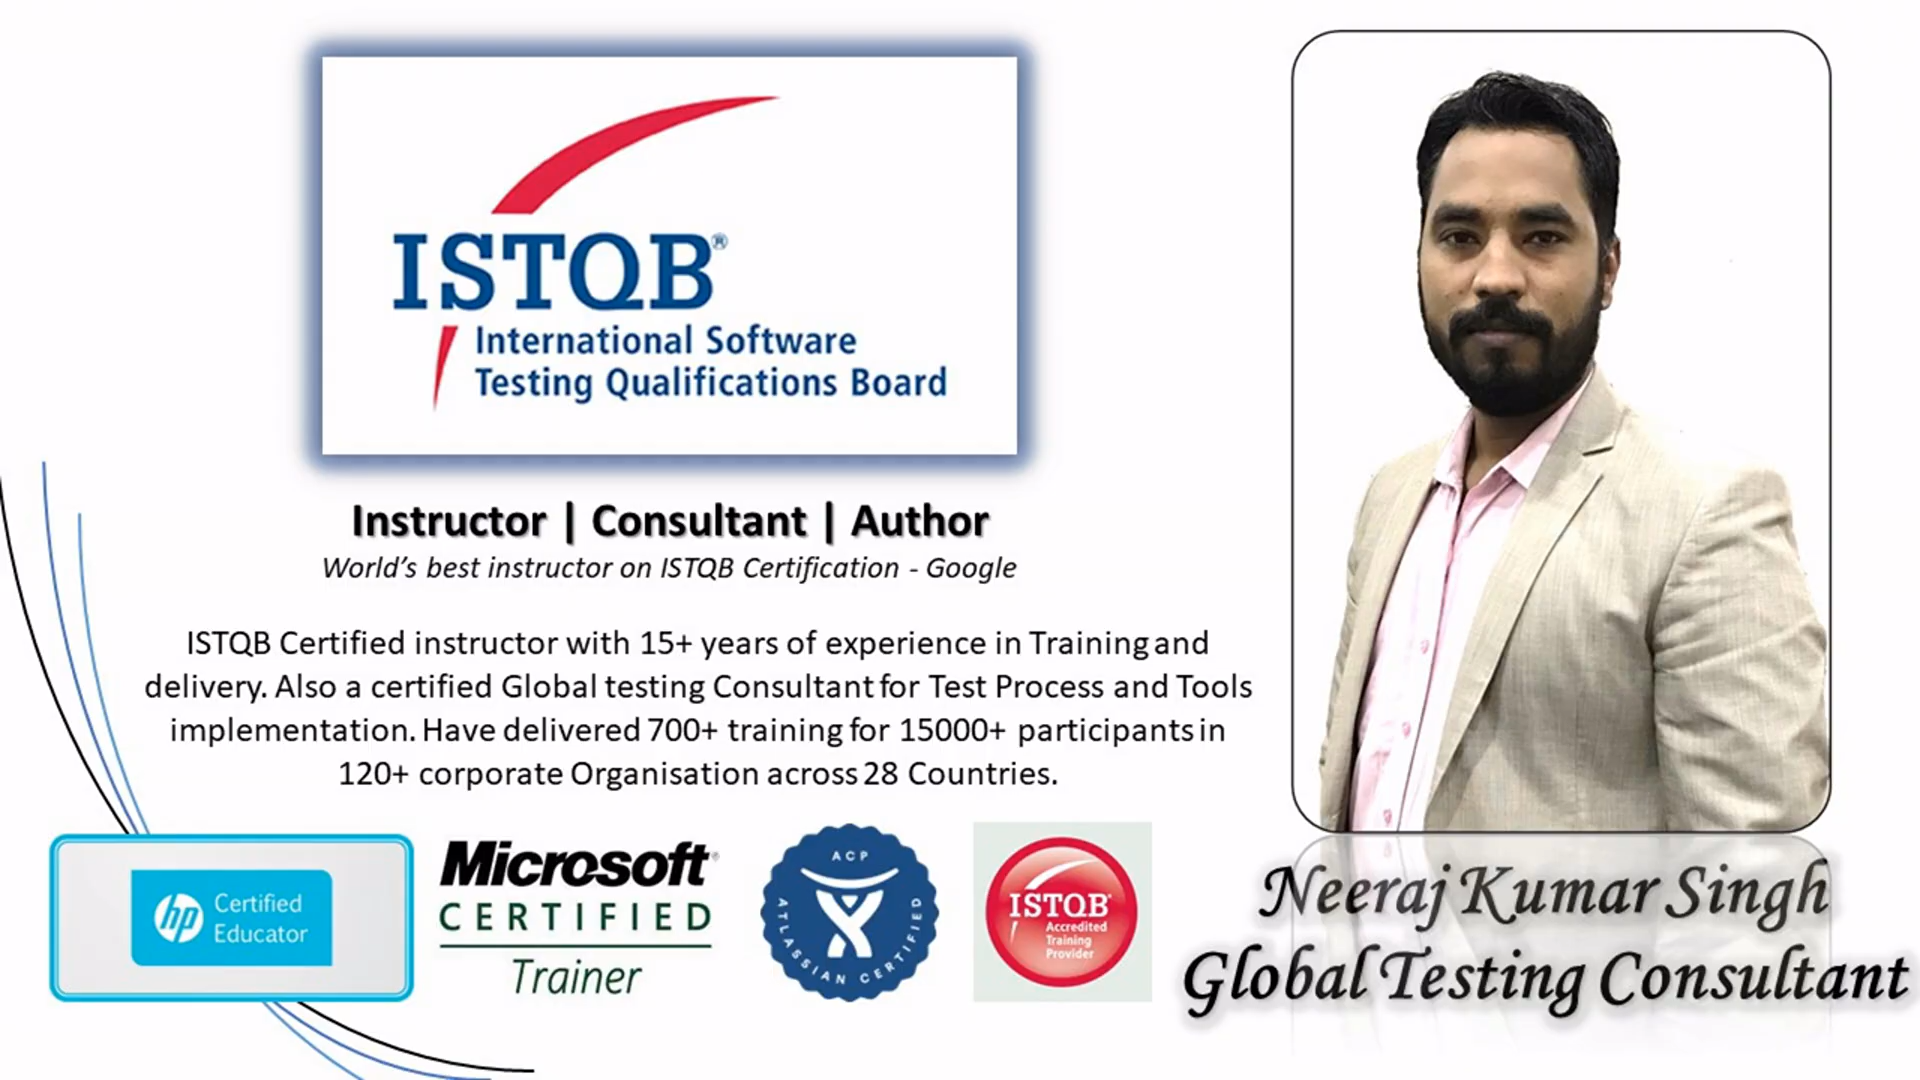 ISTQB®
International Software
Testing Qualifications Board
Instructor | Consultant | Author
World's best instructor on ISTQB Certification - Google
ISTQB Certified instructor with 15+ years of experience in Training and
delivery. Also a certified Global testing Consultant for Test Process and Tools
implementation. Have delivered 700+ training for 15000+ participants in
120+ corporate Organisation across 28 Countries.
hp
Certified
Educator
Microsoft®
CERTIFIED
Trainer
ACP
ATLASSIAN CERTIFIED
ISTQB®
Accredited
Training
Provider
Neeraj Kumar Singh
Global Testing Consultant